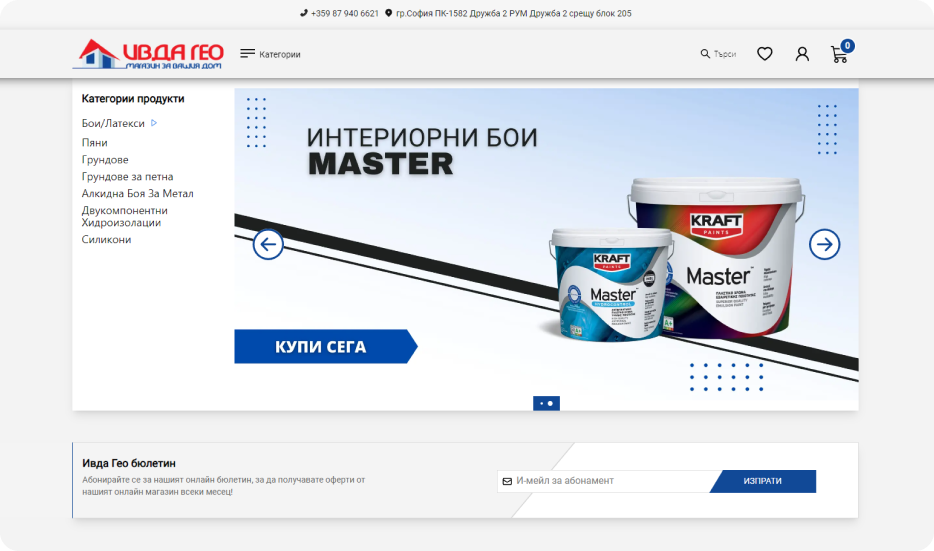 +359 87 940 6621 гр.София ПК-1582 Дружба 2 РУМ Дружба 2 срещу блок 205
ИВДА ГЕО
МАГАЗИН ЗА ВАШИЯ ДОМ
Категории
Търси
0
Категории продукти
Бои/Латекси
Пяни
Грундове
Грундове за петна
Алкидна Боя За Метал
Двукомпонентни
Хидроизолации
Силикони
ИНТЕРИОРНИ БОИ
MASTER
KRAFT
PAINTS
Master
KRAFT
PAINTS
Master
КУПИ СЕГА
Ивда Гео бюлетин
Абонирайте се за нашият онлайн бюлетин, за да получавате оферти от
нашият онлайн магазин всеки месец!
И-мейл за абонамент
ИЗПРАТИ